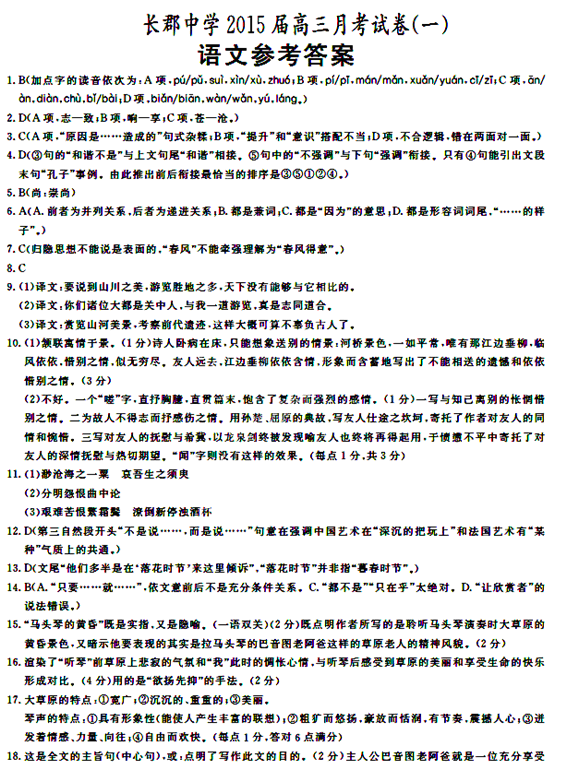 长郡中学2015届高三月考试卷(一)
语文参考答案
1. B(加点字的读音依次为:A项,pú/pǔ,suì,xìn/xù,zhuó;B项,pí/pǐ,mán/mǎn,xuǎn/yuán,cī/zī;C项,ān/
àn,diàn,chù,bǐ/bài;D项,biǎn/biān,wàn/wǎn,yú,láng。)
2. D(A项,志—致;B项,响—享;C项,苍—沧。)
3. C(A项,“原因是……造成的”句式杂糅;B项,“提升”和“意识”搭配不当;D项,不合逻辑,错在两面对一面。)
4. D(③句的“和谐不是”与上文句尾“和谐”相接。⑤句中的“不强调”与下句“强调”衔接。只有④句能引出文段
末句“孔子”事例。由此推出前后衔接最恰当的排序是③⑤①②④。)
5. B(尚:崇尚)
6. A(A. 前者为并列关系,后者为递进关系;B. 都是兼词;C. 都是“因为”的意思;D. 都是形容词词尾,“……的样
子”。)
7. C(归隐思想不能说是表面的,“春风”不能牵强理解为“春风得意”。)
8. C
9. (1)译文:要说到山川之美,游览胜地之多,天下没有能够与它相比的。
(2)译文:你们诸位大都是关中人,与我一道游览,真是志同道合。
(3)译文:赏览山河美景,考察前代遗迹,这样大概可算不辜负古人了。
10. (1)颔联寓情于景。(1分)诗人卧病在床,只能想象送别的情景:河桥景色,一如平常,唯有那江边垂柳,临
风依依,惜别之情,似无穷尽。友人远去,江边垂柳依依含情,形象而含蓄地写出了不能相送的遗憾和依依
惜别之情。(3分)
(2)不好。一个“嗟”字,直抒胸臆,直贯篇末,饱含了复杂而强烈的感情。(1分)一写与知己离别的怅惘惜
别之情。二为故人不得志而抒感伤之情。用孙楚、屈原的典故,写友人仕途之坎坷,寄托了作者对友人的同
情和惋惜。三写对友人的抚慰与希冀,以龙泉剑终被发现喻友人也终将再得起用,于愤懑不平中寄托了对
友人的深情抚慰与热切期望。“闻”字则没有这样的效果。(每点1分,共3分)
11. (1)渺沧海之一粟 哀吾生之须臾
(2)分明怨恨曲中论
(3)艰难苦恨繁霜鬓 潦倒新停浊酒杯
12. D(第三自然段开头“不是说……,而是说……”句意在强调中国艺术在“深沉的把玩上”和法国艺术有“某
种”气质上的共通。)
13. D(文尾“他们多半是在‘落花时节’来这里倾诉”,“落花时节”并非指“暮春时节”。)
14. B(A. “只要……就……”,依文意前后不是充分条件关系。C. “都不是”“只在乎”太绝对。D. “让欣赏者”的
说法错误。)
15. “马头琴的黄昏”既是实指,又是隐喻。(一语双关)(2分)既点明作者所写的是聆听马头琴演奏时大草原的
黄昏景色,又暗示他要表现的其实是拉马头琴的巴音图老阿爸这样的草原老人的精神风貌。(2分)
16. 渲染了“听琴”前草原上悲寂的气氛和“我”此时的惆怅心情,与听琴后感受到草原的美丽和享受生命的快乐
形成对比。(4分)用的是“欲扬先抑”的手法。(2分)
17. 大草原的特点:①宽广;②沉沉的、重重的;③美丽。
琴声的特点:①具有形象性(能使人产生丰富的联想);②粗犷而悠扬,豪放而恬润,有节奏,震撼人心;③迸
发着情感、力量、向往;④自由而欢快。(每点1分,答对6点满分)
18. 这是全文的主旨句(中心句),或:点明了写作此文的目的。(2分)主人公巴音图老阿爸就是一位充分享受